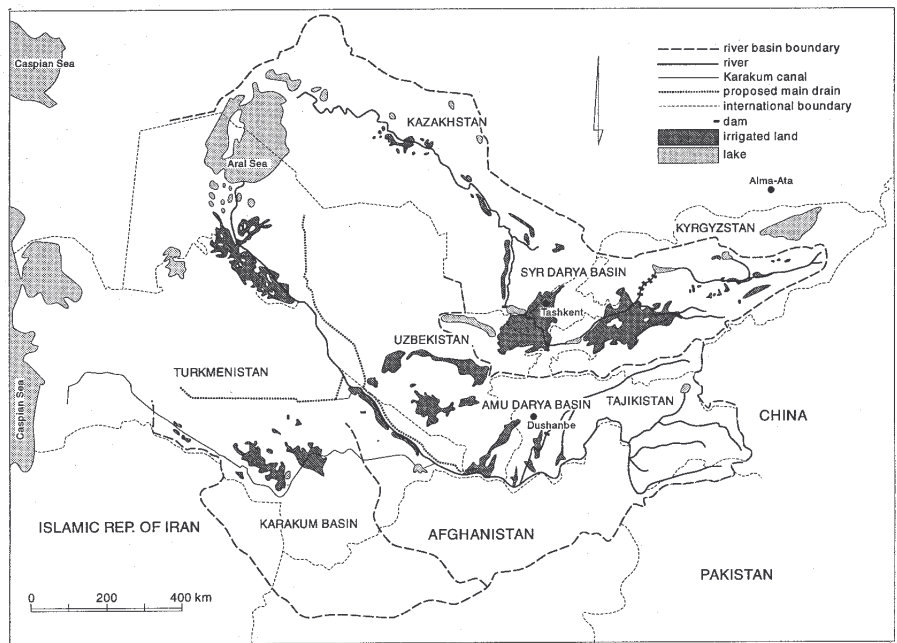 Caspian Sea
river basin boundary
river
Karakum canal
proposed main drain
international boundary
dam
irrigated land
lake
KAZAKHSTAN
Aral Sea
Alma-Ata
KYRGYZSTAN
SYR DARYA BASIN
Tashkent
UZBEKISTAN
TURKMENISTAN
Caspian Sea
AMU DARYA BASIN
TAJIKISTAN
Dushanbe
CHINA
ISLAMIC REP. OF IRAN
KARAKUM BASIN
AFGHANISTAN
PAKISTAN
0 200 400 km